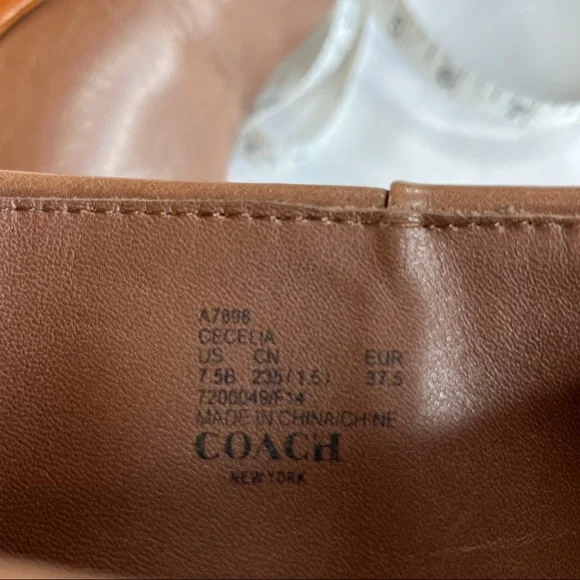 A7898
CECELIA
US CN EUR
7.5B 235(1.5) 37.5
7200049/F14
MADE IN CHINA/CHINE
COACH
NEW YORK